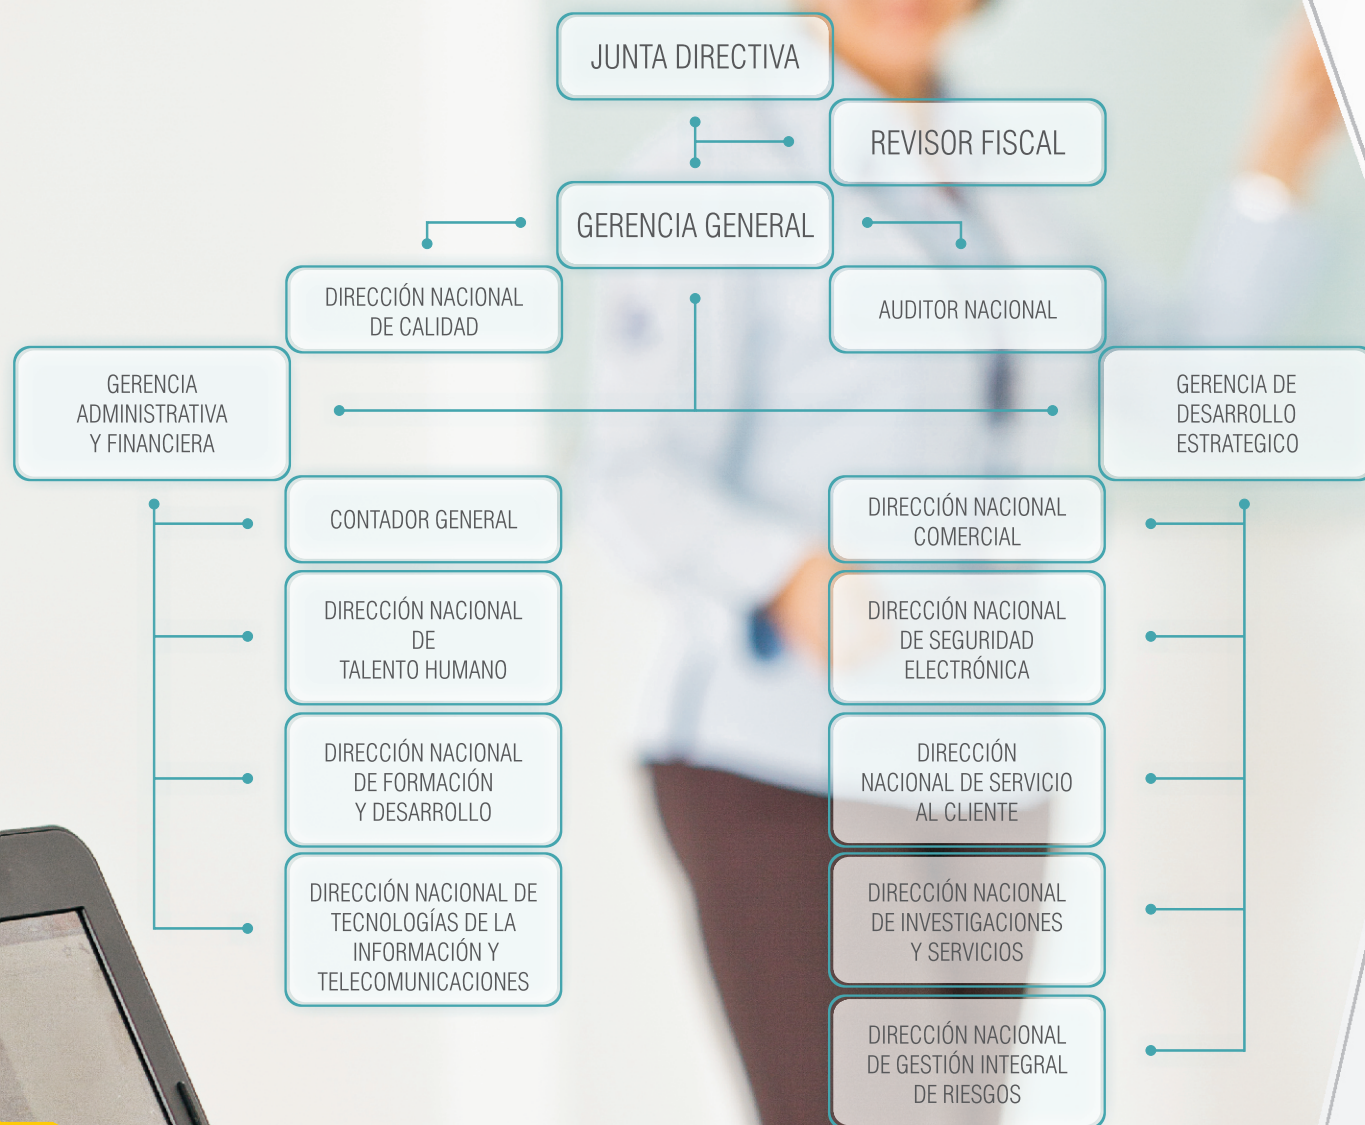 JUNTA DIRECTIVA
REVISOR FISCAL
GERENCIA GENERAL
DIRECCIÓN NACIONAL
DE CALIDAD
AUDITOR NACIONAL
GERENCIA
ADMINISTRATIVA
Y FINANCIERA
GERENCIA DE
DESARROLLO
ESTRATEGICO
CONTADOR GENERAL
DIRECCIÓN NACIONAL
DE
TALENTO HUMANO
DIRECCIÓN NACIONAL
DE FORMACIÓN
Y DESARROLLO
DIRECCIÓN NACIONAL DE
TECNOLOGÍAS DE LA
INFORMACIÓN Y
TELECOMUNICACIONES
DIRECCIÓN NACIONAL
COMERCIAL
DIRECCIÓN NACIONAL
DE SEGURIDAD
ELECTRÓNICA
DIRECCIÓN
NACIONAL DE SERVICIO
AL CLIENTE
DIRECCIÓN NACIONAL
DE INVESTIGACIONES
Y SERVICIOS
DIRECCIÓN NACIONAL
DE GESTIÓN INTEGRAL
DE RIESGOS